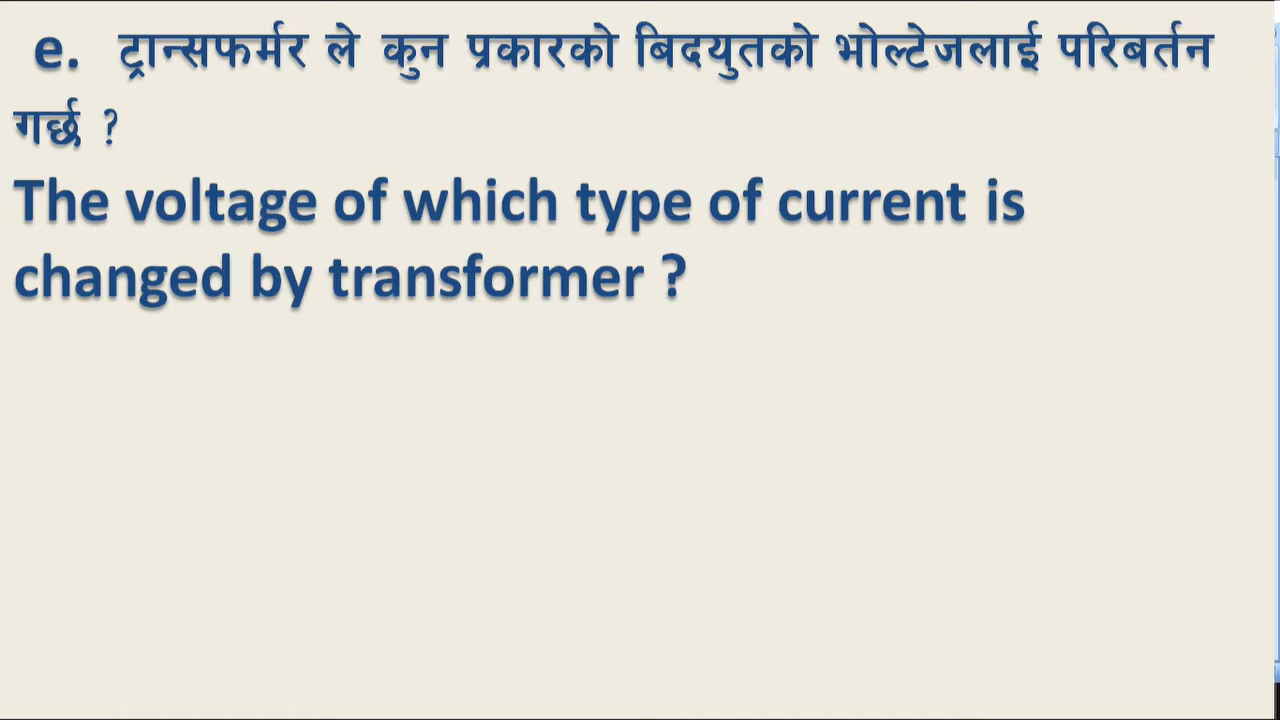 e. ट्रान्सफर्मर ले कुन प्रकारको बिदयुतको भोल्टेजलाई परिबर्तन
गर्छ ?
The voltage of which type of current is
changed by transformer ?